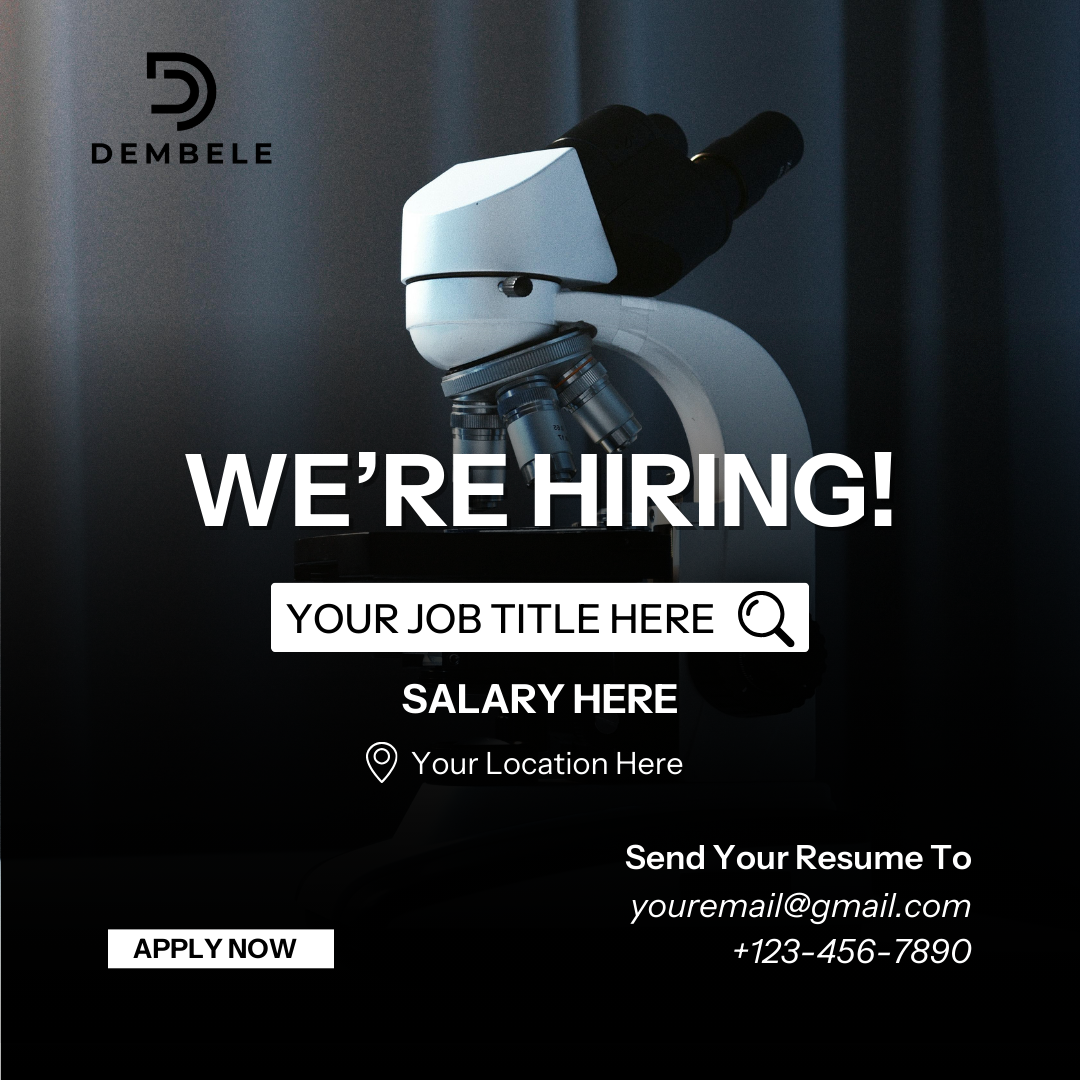 DEMBELE
WE’RE HIRING!
YOUR JOB TITLE HERE
SALARY HERE
Your Location Here
Send Your Resume To
youremail@gmail.com
+123-456-7890
APPLY NOW